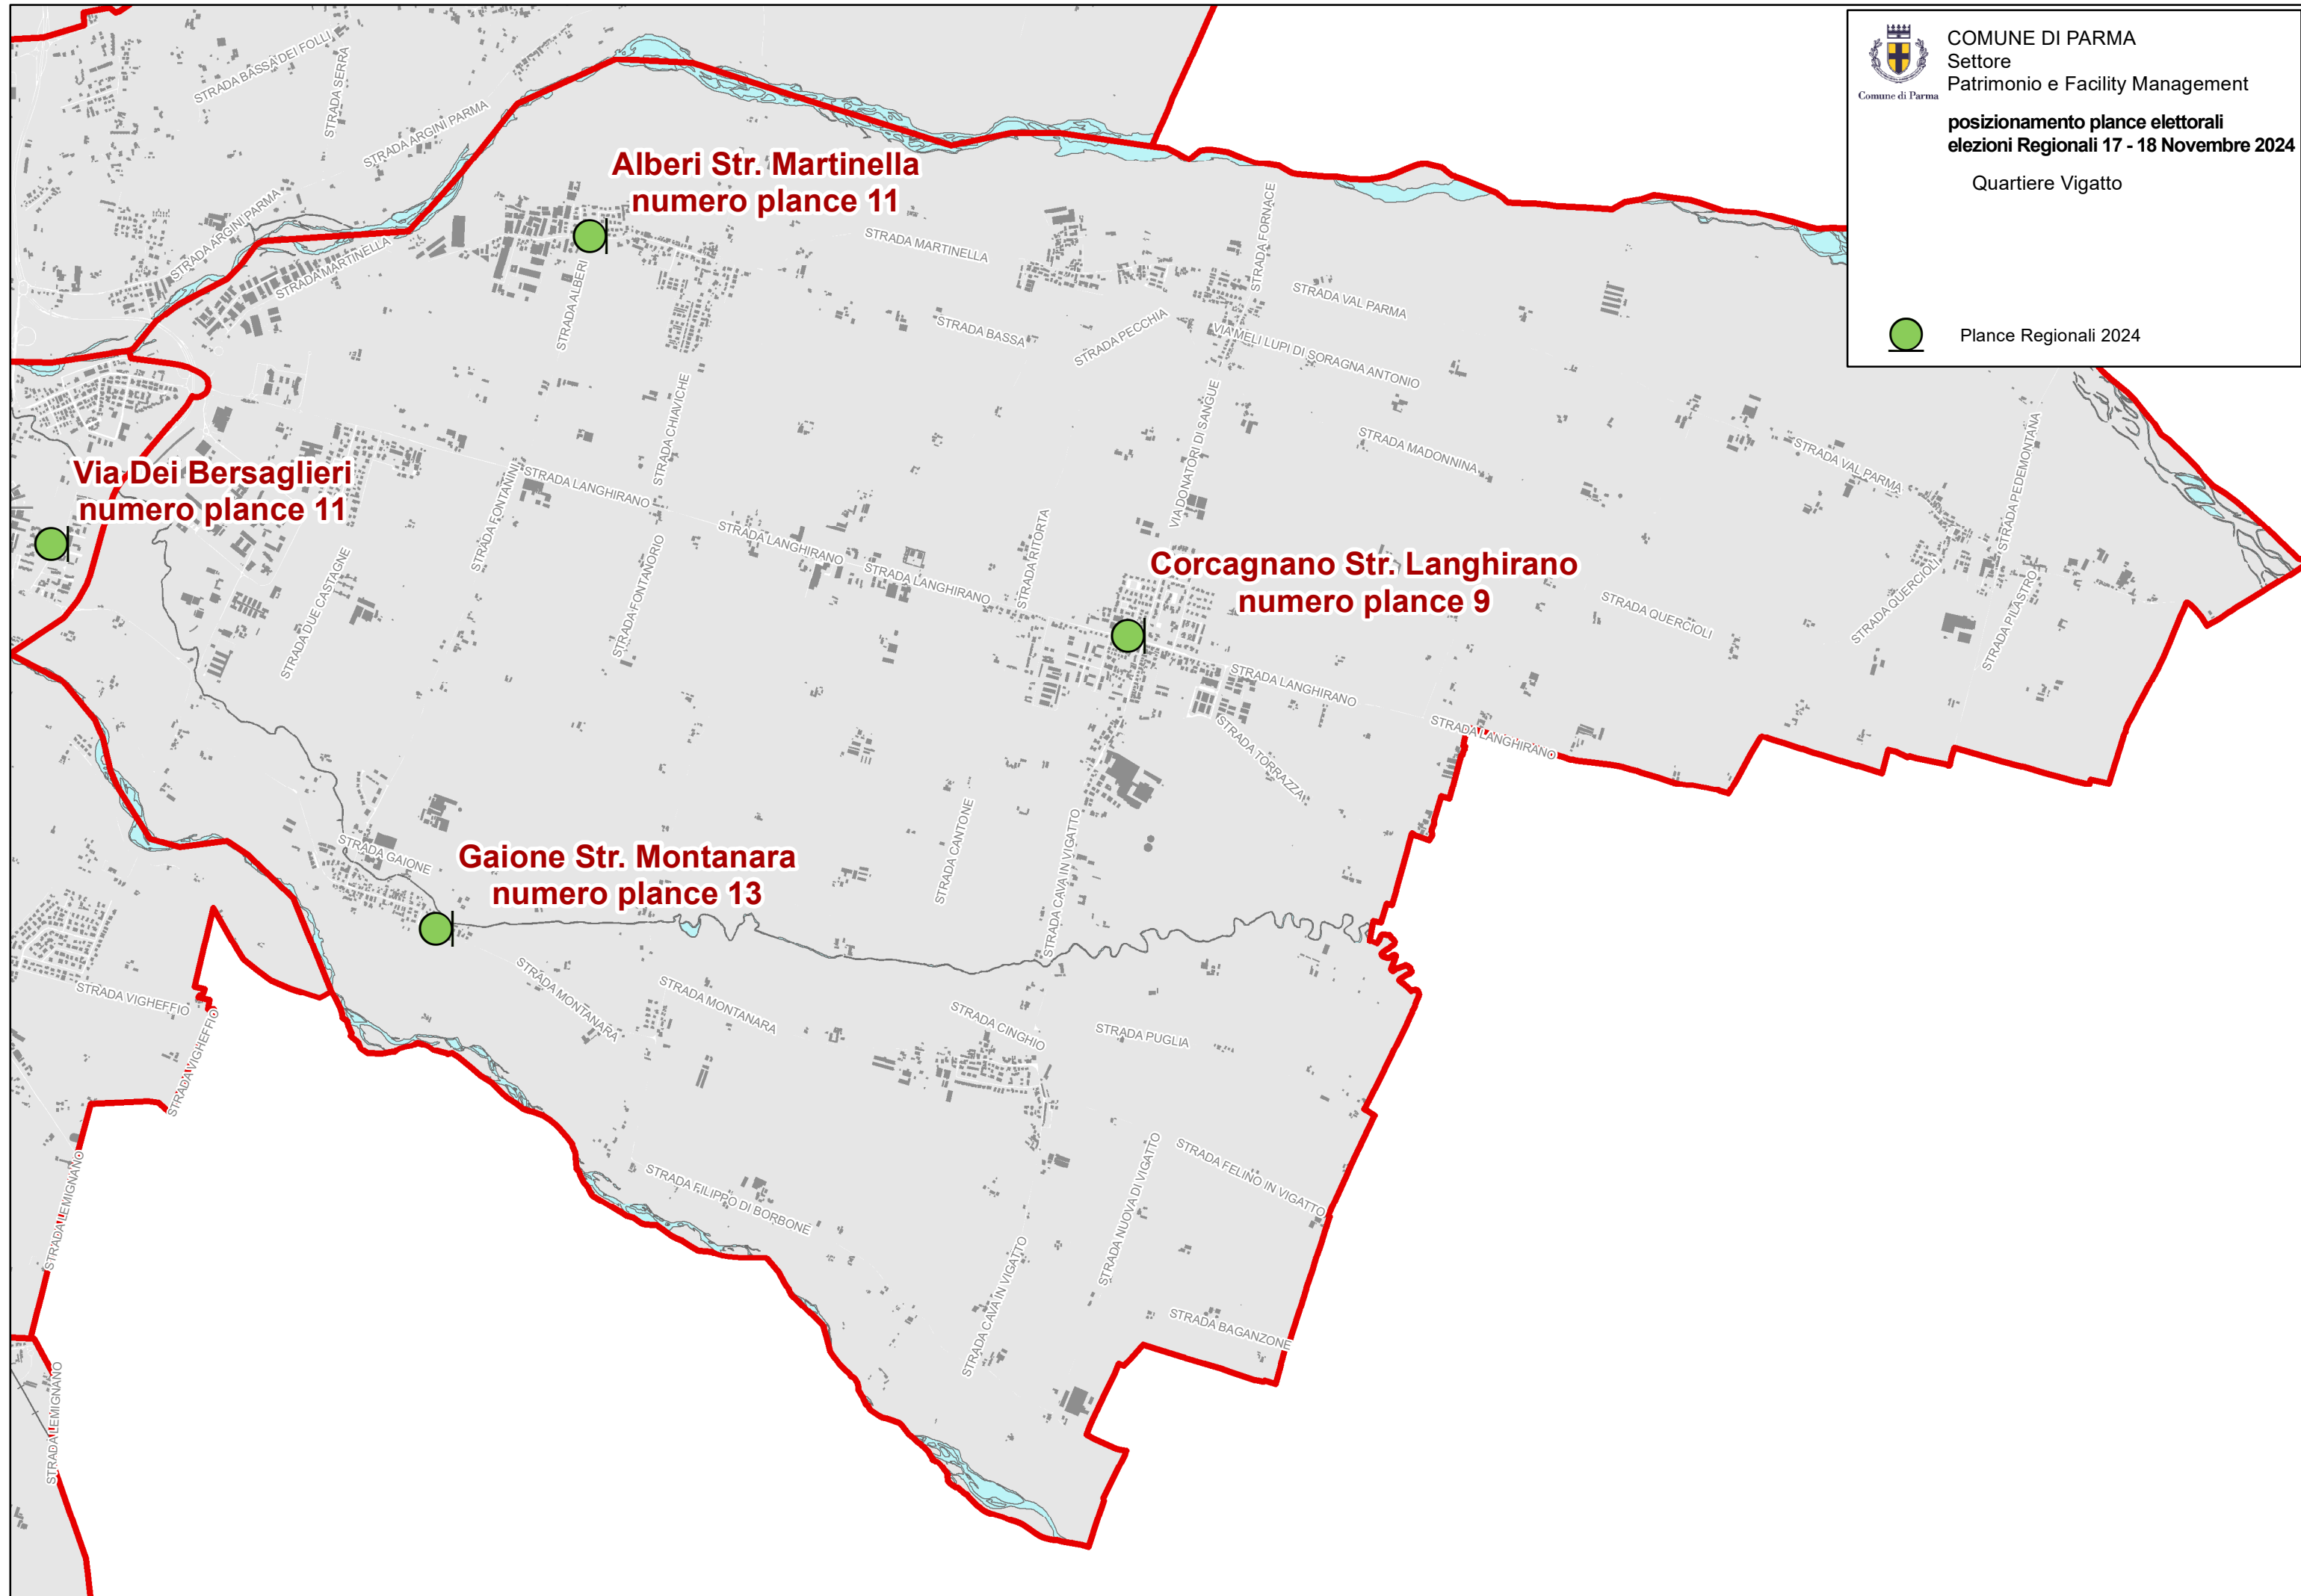 COMUNE DI PARMA
Settore
Patrimonio e Facility Management
Comune di Parma
posizionamento plance elettorali
elezioni Regionali 17 - 18 Novembre 2024
Quartiere Vigatto
Plance Regionali 2024
STRADA BASSA DEI FOLLI
STRADA SERRA
STRADA ARGINI PARMA
STRADA ARGINI PARMA
STRADA MARTINELLA
Alberi Str. Martinella
numero plance 11
STRADA ALBERI
STRADA MARTINELLA
STRADA FORNACE
STRADA VAL PARMA
STRADA BASSA
STRADA PECCHIA
VIA MELI LUPI DI SORAGNA ANTONIO
STRADA CHIAVICHE
VIA DONATORI DI SANGUE
STRADA MADONNINA
STRADA VAL PARMA
STRADA PEDEMONTANA
Via Dei Bersaglieri
numero plance 11
STRADA FONTANINI
STRADA LANGHIRANO
STRADA LANGHIRANO
STRADA LANGHIRANO
STRADA RITORTA
STRADA FONTANORIO
STRADA DUE CASTAGNE
Corcagnano Str. Langhirano
numero plance 9
STRADA QUERCIOLI
STRADA QUERCIOLI
STRADA PILASTRO
STRADA LANGHIRANO
STRADA LANGHIRANO
STRADA TORRAZZA
STRADA GAIONE
Gaione Str. Montanara
numero plance 13
STRADA CANTONE
STRADA CAVA IN VIGATTO
STRADA MONTANARA
STRADA MONTANARA
STRADA CINGHIO
STRADA PUGLIA
STRADA VIGHEFFIO
STRADA VIGHEFFIO
STRADA LEMIGNANO
STRADA FILIPPO DI BORBONE
STRADA NUOVA DI VIGATTO
STRADA FELINO IN VIGATTO
STRADA CAVA IN VIGATTO
STRADA BAGANZONE
STRADA LEMIGNANO